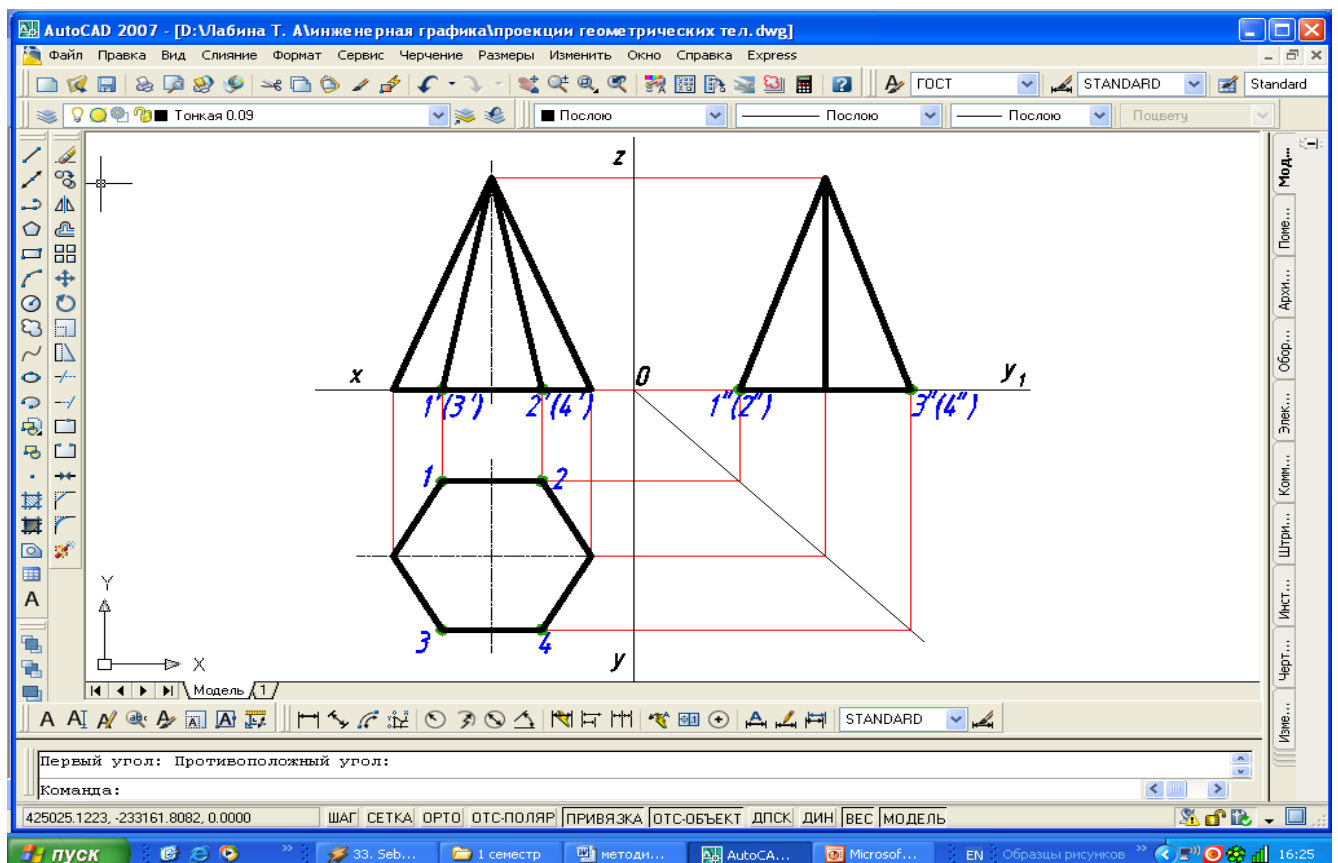 AutoCAD 2007 - [D:\Лабина Т. А\инженерная графика\проекции геометрических тел.dwg]
Файл Правка Вид Слияние Формат Сервис Черчение Размеры Изменить Окно Справка Express
ГОСТ STANDARD Standard
Тонкая 0.09 Послою Послою Послою Поцвету
z
x 0 y₁
1'(3') 2'(4') 1"(2") 3"(4")
1 2
3 4
y
Y
X
Мод...
Поме...
Архи...
Обор...
Элек...
Комм...
Штри...
Инст...
Черт...
Изме...
Модель 1
STANDARD
Первый угол: Противоположный угол:
Команда:
425025.1223, -233161.8082, 0.0000 ШАГ СЕТКА ОРТО ОТС-ПОЛЯР ПРИВЯЗКА ОТС-ОБЪЕКТ ДПСК ДИН ВЕС МОДЕЛЬ
пуск 33. Seb... 1 семестр методи... AutoCA... Microsof... EN Образцы рисунков 16:25